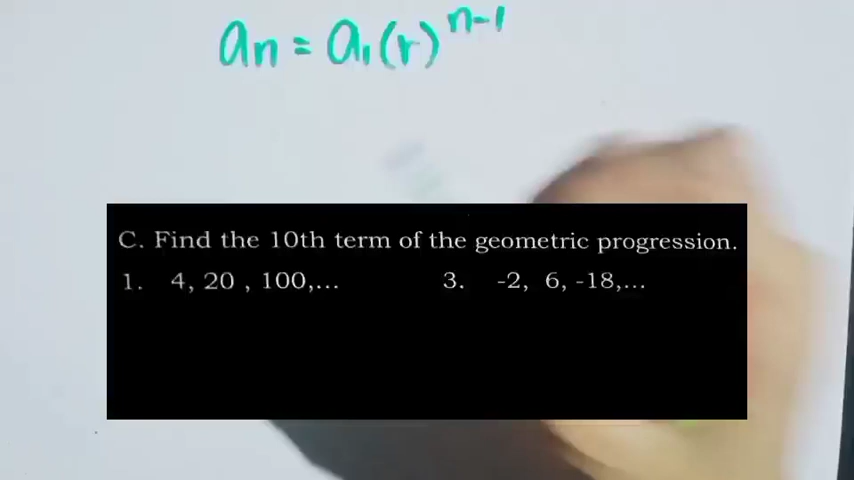 an = a₁(r)ⁿ⁻¹
C. Find the 10th term of the geometric progression.
1. 4, 20 , 100,... 3. -2, 6, -18,...